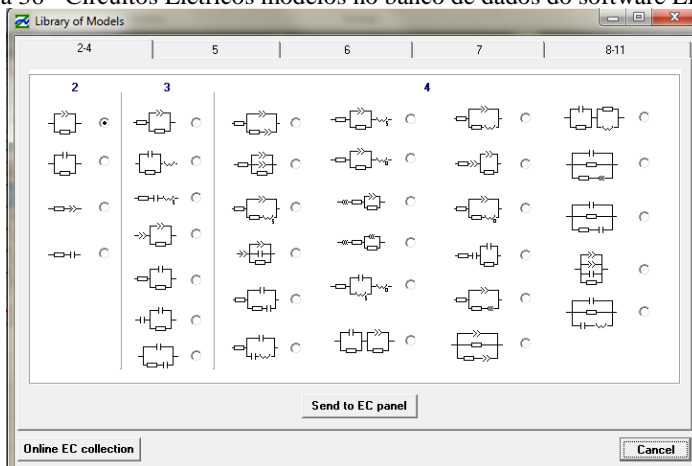 36 - Circuitos Elétricos modelos no banco de dados do software
Library of Models
2-4 5 6 7 8-11
2 3 4
Send to EC panel
Online EC collection
Cancel